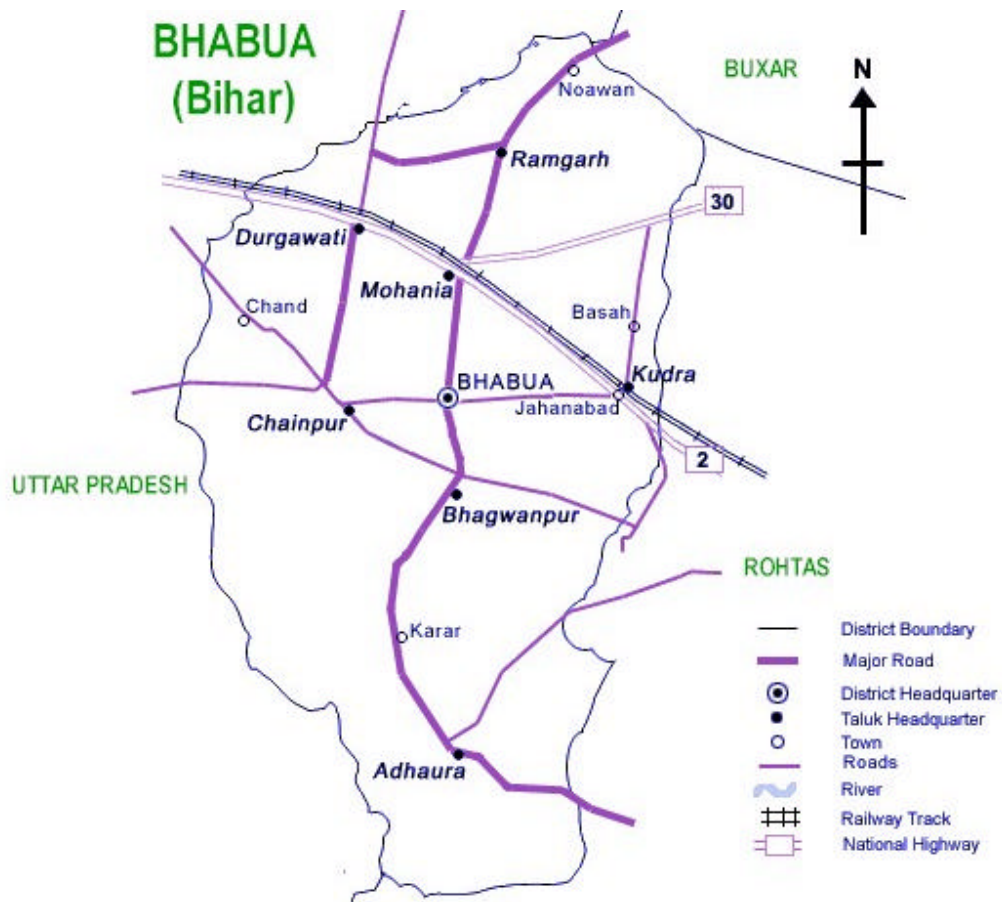 BHABUA
(Bihar)
BUXAR
N
Noawan
Ramgarh
30
Durgawati
Mohania
Chand
Basah
BHABUA
Kudra
Jahanabad
Chainpur
2
UTTAR PRADESH
Bhagwanpur
ROHTAS
Karar
Adhaura
District Boundary
Major Road
District Headquarter
Taluk Headquarter
Town
Roads
River
Railway Track
National Highway